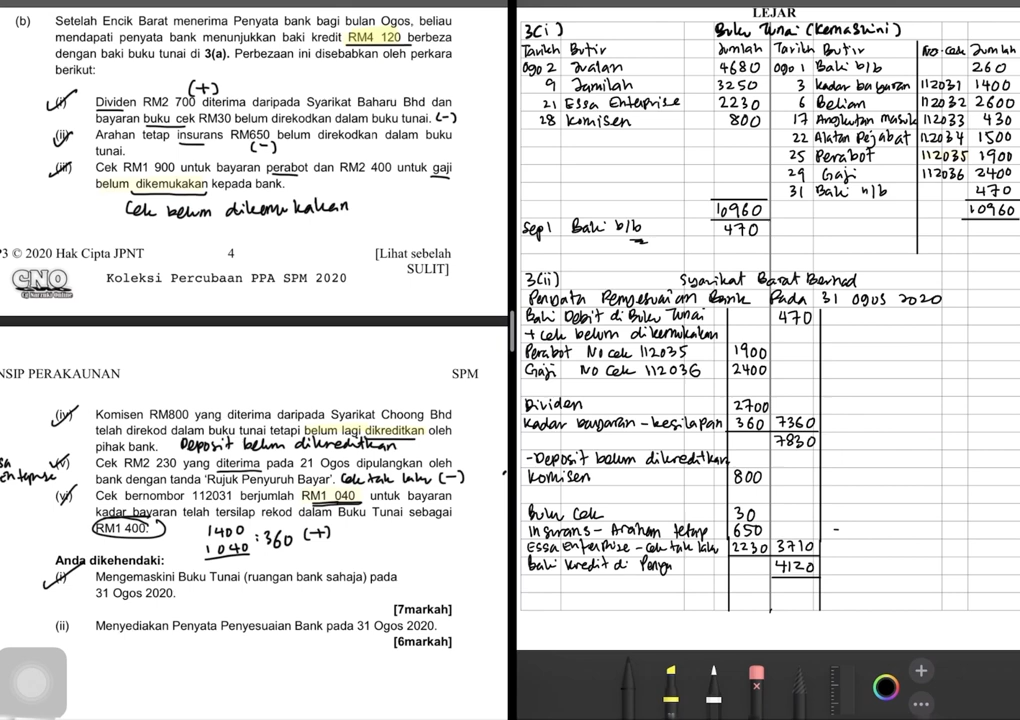 (b) Setelah Encik Barat menerima Penyata bank bagi bulan Ogos, beliau
mendapati penyata bank menunjukkan baki kredit RM4 120 berbeza
dengan baki buku tunai di 3(a). Perbezaan ini disebabkan oleh perkara
berikut:
(+)
(i) Dividen RM2 700 diterima daripada Syarikat Baharu Bhd dan
bayaran buku cek RM30 belum direkodkan dalam buku tunai. (-)
(ii) Arahan tetap insurans RM650 belum direkodkan dalam buku
tunai. (-)
(iii) Cek RM1 900 untuk bayaran perabot dan RM2 400 untuk gaji
belum dikemukakan kepada bank.
Cek belum dikemukakan
P3 © 2020 Hak Cipta JPNT 4 [Lihat sebelah
SULIT]
CNO
Koleksi Percubaan PPA SPM 2020
NSIP PERAKAUNAN SPM
(iv) Komisen RM800 yang diterima daripada Syarikat Choong Bhd
telah direkod dalam buku tunai tetapi belum lagi dikreditkan oleh
pihak bank. Deposit belum dikreditkan
(v) Cek RM2 230 yang diterima pada 21 Ogos dipulangkan oleh
bank dengan tanda 'Rujuk Penyuruh Bayar'. Cek tak laku (-)
(vi) Cek bernombor 112031 berjumlah RM1 040 untuk bayaran
kadar bayaran telah tersilap rekod dalam Buku Tunai sebagai
RM1 400.
1400
1040 : 360 (+)
Anda dikehendaki:
(i) Mengemaskini Buku Tunai (ruangan bank sahaja) pada
31 Ogos 2020.
[7markah]
(ii) Menyediakan Penyata Penyesuaian Bank pada 31 Ogos 2020.
[6markah]
LEJAR
3(i) Buku Tunai (Kemaskini)
Tarikh Butir Jumlah Tarikh Butir No. Cek Jumlah
Ogo 2 Jualan 4680 Ogo 1 Baki b/b 260
9 Jamilah 3250 3 Kadar bayaran 112031 1400
21 Essa Enterprise 2230 6 Belian 112032 2600
28 Komisen 800 17 Angkutan masuk 112033 430
22 Alatan Pejabat 112034 1500
25 Perabot 112035 1900
29 Gaji 112036 2400
31 Baki h/b 470
10960 10960
Sep 1 Baki b/b 470
3(ii) Syarikat Barat Berhad
Penyata Penyesuaian Bank Pada 31 Ogos 2020
Baki Debit di Buku Tunai 470
+ cek belum dikemukakan
Perabot No cek 112035 1900
Gaji No Cek 112036 2400
Dividen 2700
Kadar bayaran - kesilapan 360 7360
7830
- Deposit belum dikreditkan
Komisen 800
Buku Cek 30
Insurans - Arahan tetap 650
Essa Enterprise - Cek tak laku 2230 3710
Baki Kredit di Penya 4120